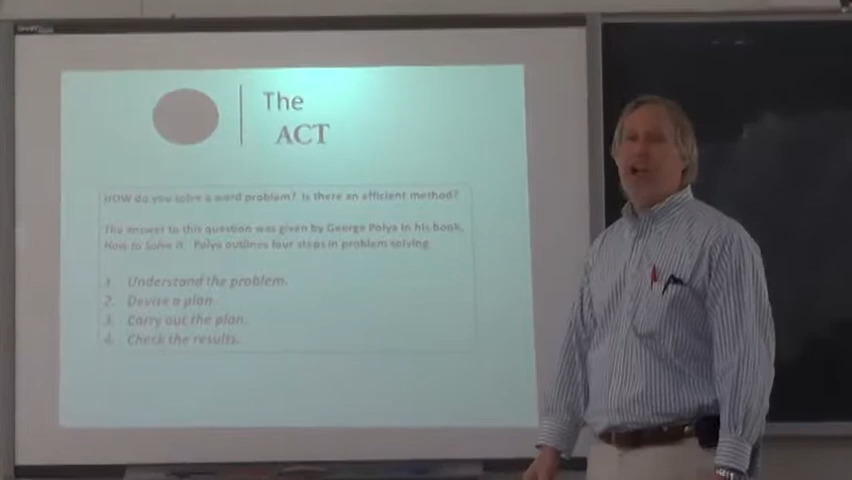 The
ACT
HOW do you solve a word problem? Is there an efficient method?
The answer to this question was given by George Polya in his book,
How to Solve it. Polya outlines four steps in problem solving.
1. Understand the problem.
2. Devise a plan.
3. Carry out the plan.
4. Check the results.